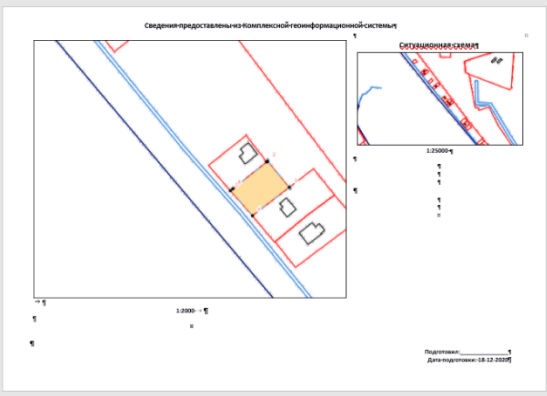 Сведения предоставлены из Комплексной геоинформационной системы
Ситуационная схема
1:25000
1:2000
Подготовил:
Дата подготовки: 18-12-2020